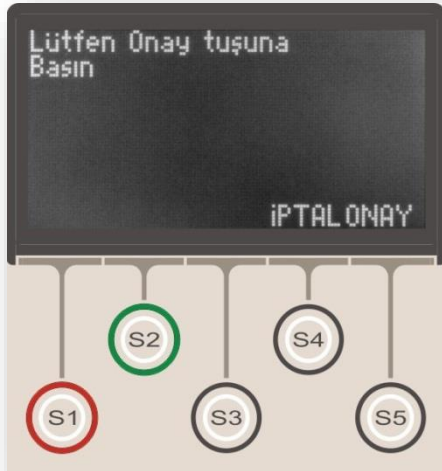 Lütfen Onay tuşuna
Basın
İPTAL ONAY
S2
S4
S1
S3
S5